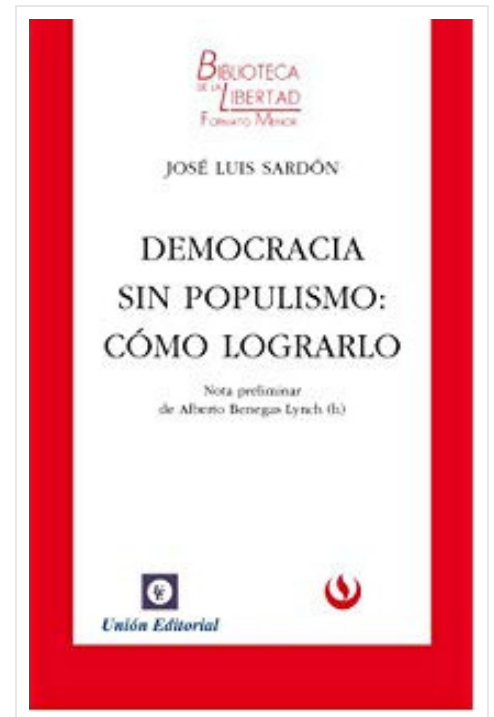 BIBLIOTECA
DE LA
LIBERTAD
FORMATO MENOR
JOSÉ LUIS SARDÓN
DEMOCRACIA
SIN POPULISMO:
CÓMO LOGRARLO
Nota preliminar
de Alberto Benegas Lynch (h.)
Unión Editorial